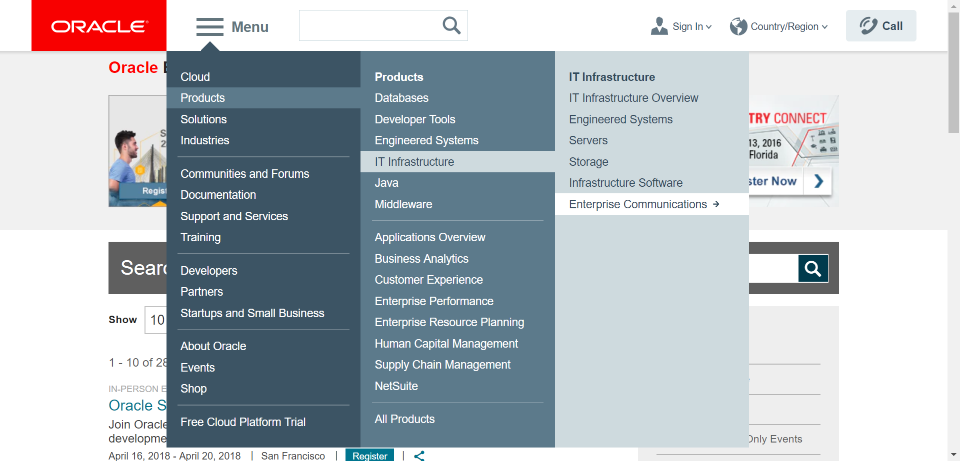 ORACLE
Menu
Sign In
Country/Region
Call
Oracle
Cloud
Products
Solutions
Industries
Communities and Forums
Documentation
Support and Services
Training
Developers
Partners
Startups and Small Business
About Oracle
Events
Shop
Free Cloud Platform Trial
Products
Databases
Developer Tools
Engineered Systems
IT Infrastructure
Java
Middleware
Applications Overview
Business Analytics
Customer Experience
Enterprise Performance
Enterprise Resource Planning
Human Capital Management
Supply Chain Management
NetSuite
All Products
IT Infrastructure
IT Infrastructure Overview
Engineered Systems
Servers
Storage
Infrastructure Software
Enterprise Communications →
Regist
TRY CONNECT
13, 2016
Florida
ster Now
Searc
Show
10
1 - 10 of 28
IN-PERSON E
Oracle S
Join Oracle
developme
April 16, 2018 - April 20, 2018 | San Francisco | Register |
Only Events